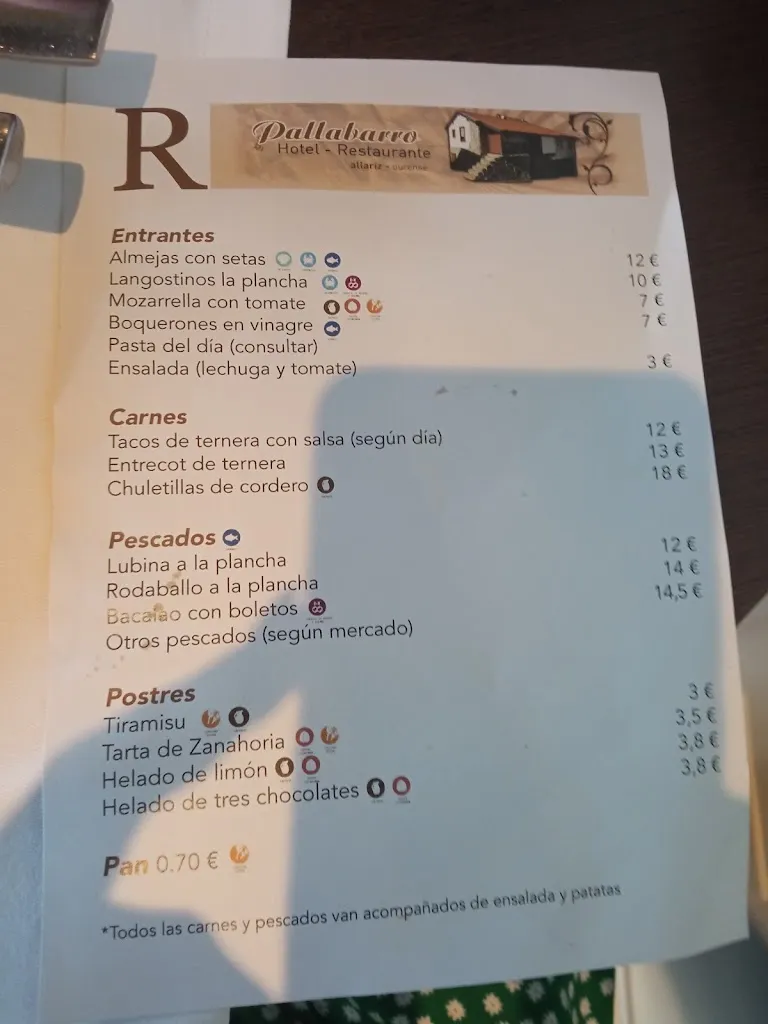 R
Pallabarro
Hotel - Restaurante
allariz - ourense
Entrantes
Almejas con setas 12 €
Langostinos la plancha 10 €
Mozarrella con tomate 7 €
Boquerones en vinagre 7 €
Pasta del día (consultar)
Ensalada (lechuga y tomate) 3 €
Carnes
Tacos de ternera con salsa (según día) 12 €
Entrecot de ternera 13 €
Chuletillas de cordero 18 €
Pescados
Lubina a la plancha 12 €
Rodaballo a la plancha 14 €
Bacalao con boletos 14,5 €
Otros pescados (según mercado)
Postres
Tiramisu 3 €
Tarta de Zanahoria 3,5 €
Helado de limón 3,8 €
Helado de tres chocolates 3,8 €
Pan 0.70 €
*Todos las carnes y pescados van acompañados de ensalada y patatas